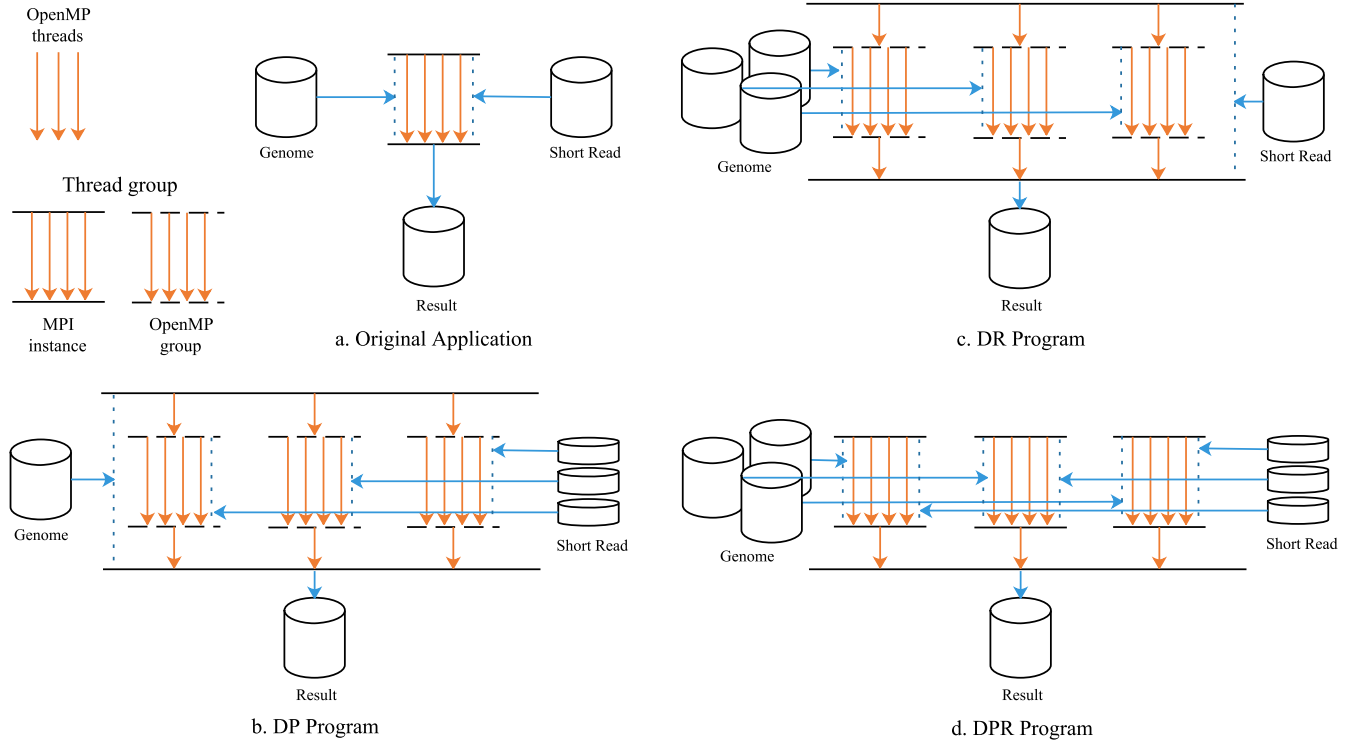 OpenMP
threads
Thread group
MPI
instance
OpenMP
group
Genome
Short Read
Result
a. Original Application
Genome
Short Read
Result
c. DR Program
Genome
Short Read
Result
b. DP Program
Genome
Short Read
Result
d. DPR Program